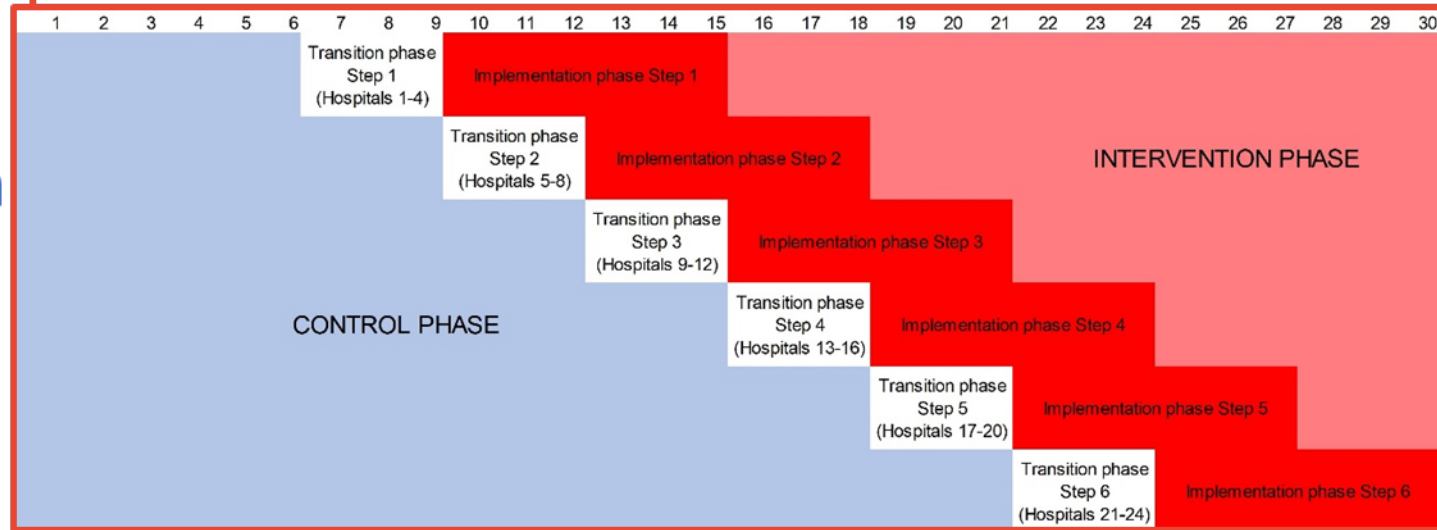 1 2 3 4 5 6 7 8 9 10 11 12 13 14 15 16 17 18 19 20 21 22 23 24 25 26 27 28 29 30
Transition phase
Step 1
(Hospitals 1-4)
Implementation phase Step 1
Transition phase
Step 2
(Hospitals 5-8)
Implementation phase Step 2
INTERVENTION PHASE
Transition phase
Step 3
(Hospitals 9-12)
Implementation phase Step 3
CONTROL PHASE
Transition phase
Step 4
(Hospitals 13-16)
Implementation phase Step 4
Transition phase
Step 5
(Hospitals 17-20)
Implementation phase Step 5
Transition phase
Step 6
(Hospitals 21-24)
Implementation phase Step 6